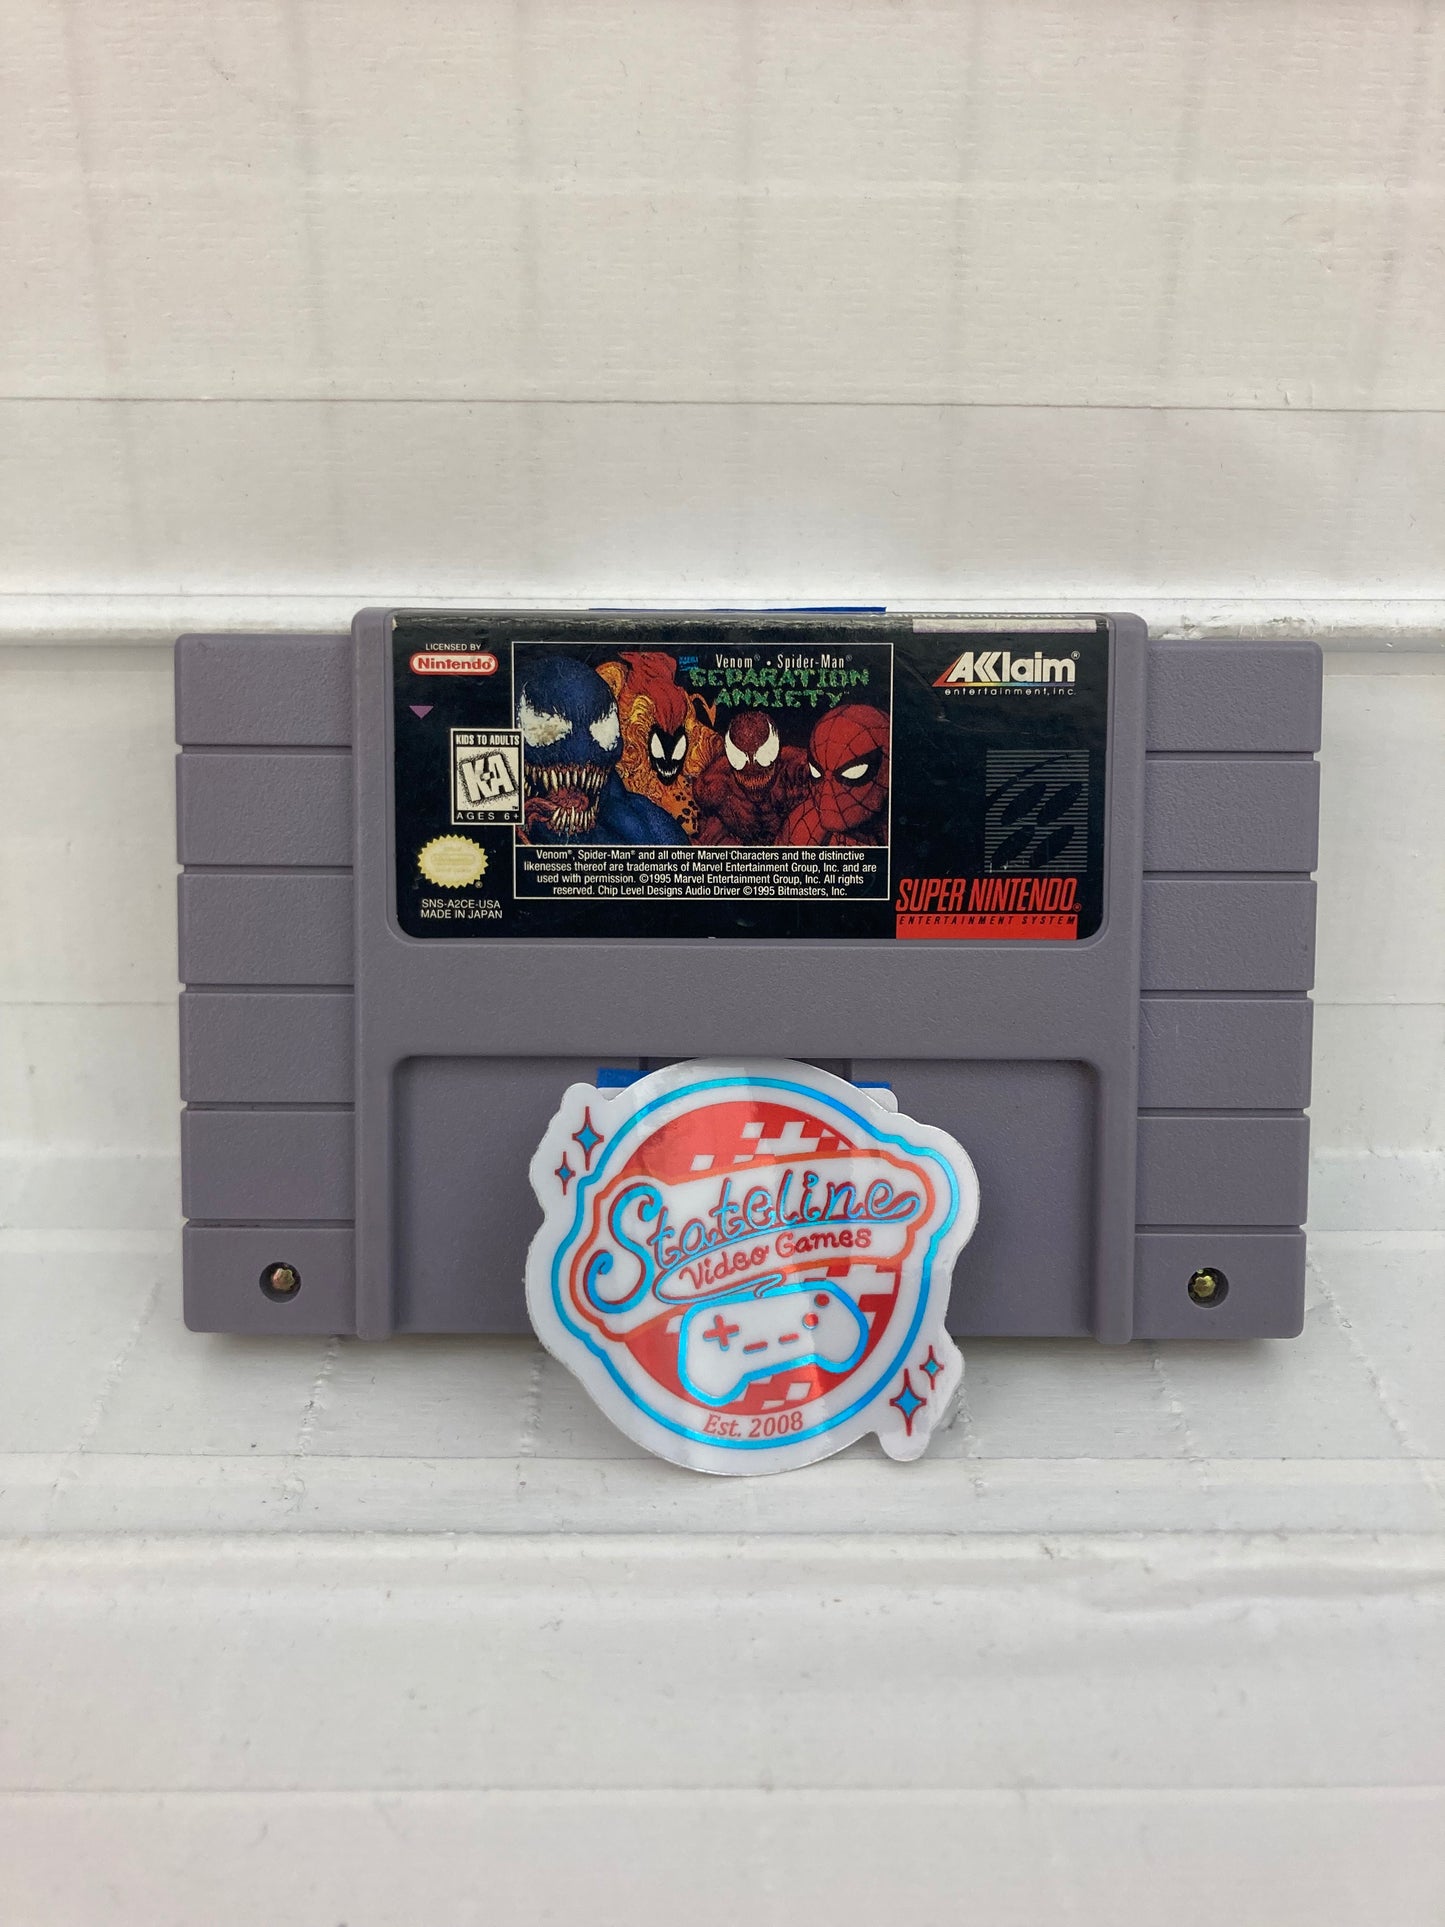 LICENSED BY
Nintendo®
Venom® • Spider-Man®
SEPARATION
ANXIETY™
AKklaim®
entertainment, inc.
KIDS TO ADULTS
K-A
AGES 6+
SNS-A2CE-USA
MADE IN JAPAN
Venom®, Spider-Man® and all other Marvel Characters and the distinctive
likenesses thereof are trademarks of Marvel Entertainment Group, Inc. and are
used with permission. ©1995 Marvel Entertainment Group, Inc. All rights
reserved. Chip Level Designs Audio Driver ©1995 Bitmasters, Inc.
SUPER NINTENDO®
ENTERTAINMENT SYSTEM
Stateline
Video Games
Est. 2008